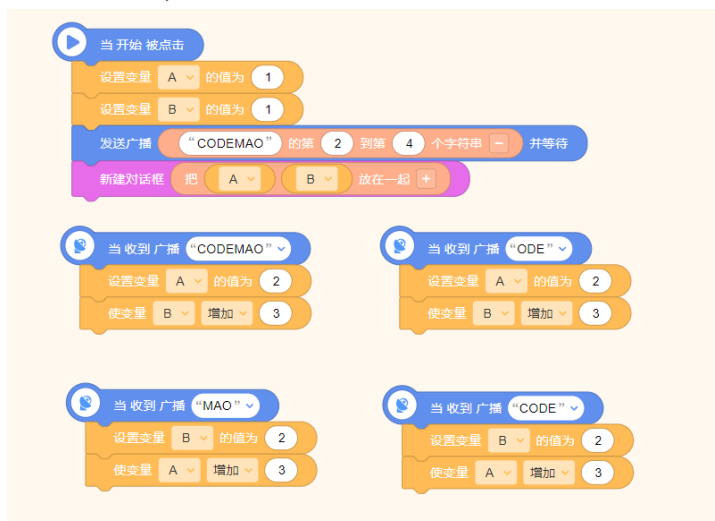 当 开始 被点击
设置变量 A 的值为 1
设置变量 B 的值为 1
发送广播 “CODEMAO” 的第 2 到第 4 个字符串 － 并等待
新建对话框 把 A B 放在一起 +
当 收到 广播 “CODEMAO”
设置变量 A 的值为 2
使变量 B 增加 3
当 收到 广播 “ODE”
设置变量 A 的值为 2
使变量 B 增加 3
当 收到 广播 “MAO”
设置变量 B 的值为 2
使变量 A 增加 3
当 收到 广播 “CODE”
设置变量 B 的值为 2
使变量 A 增加 3